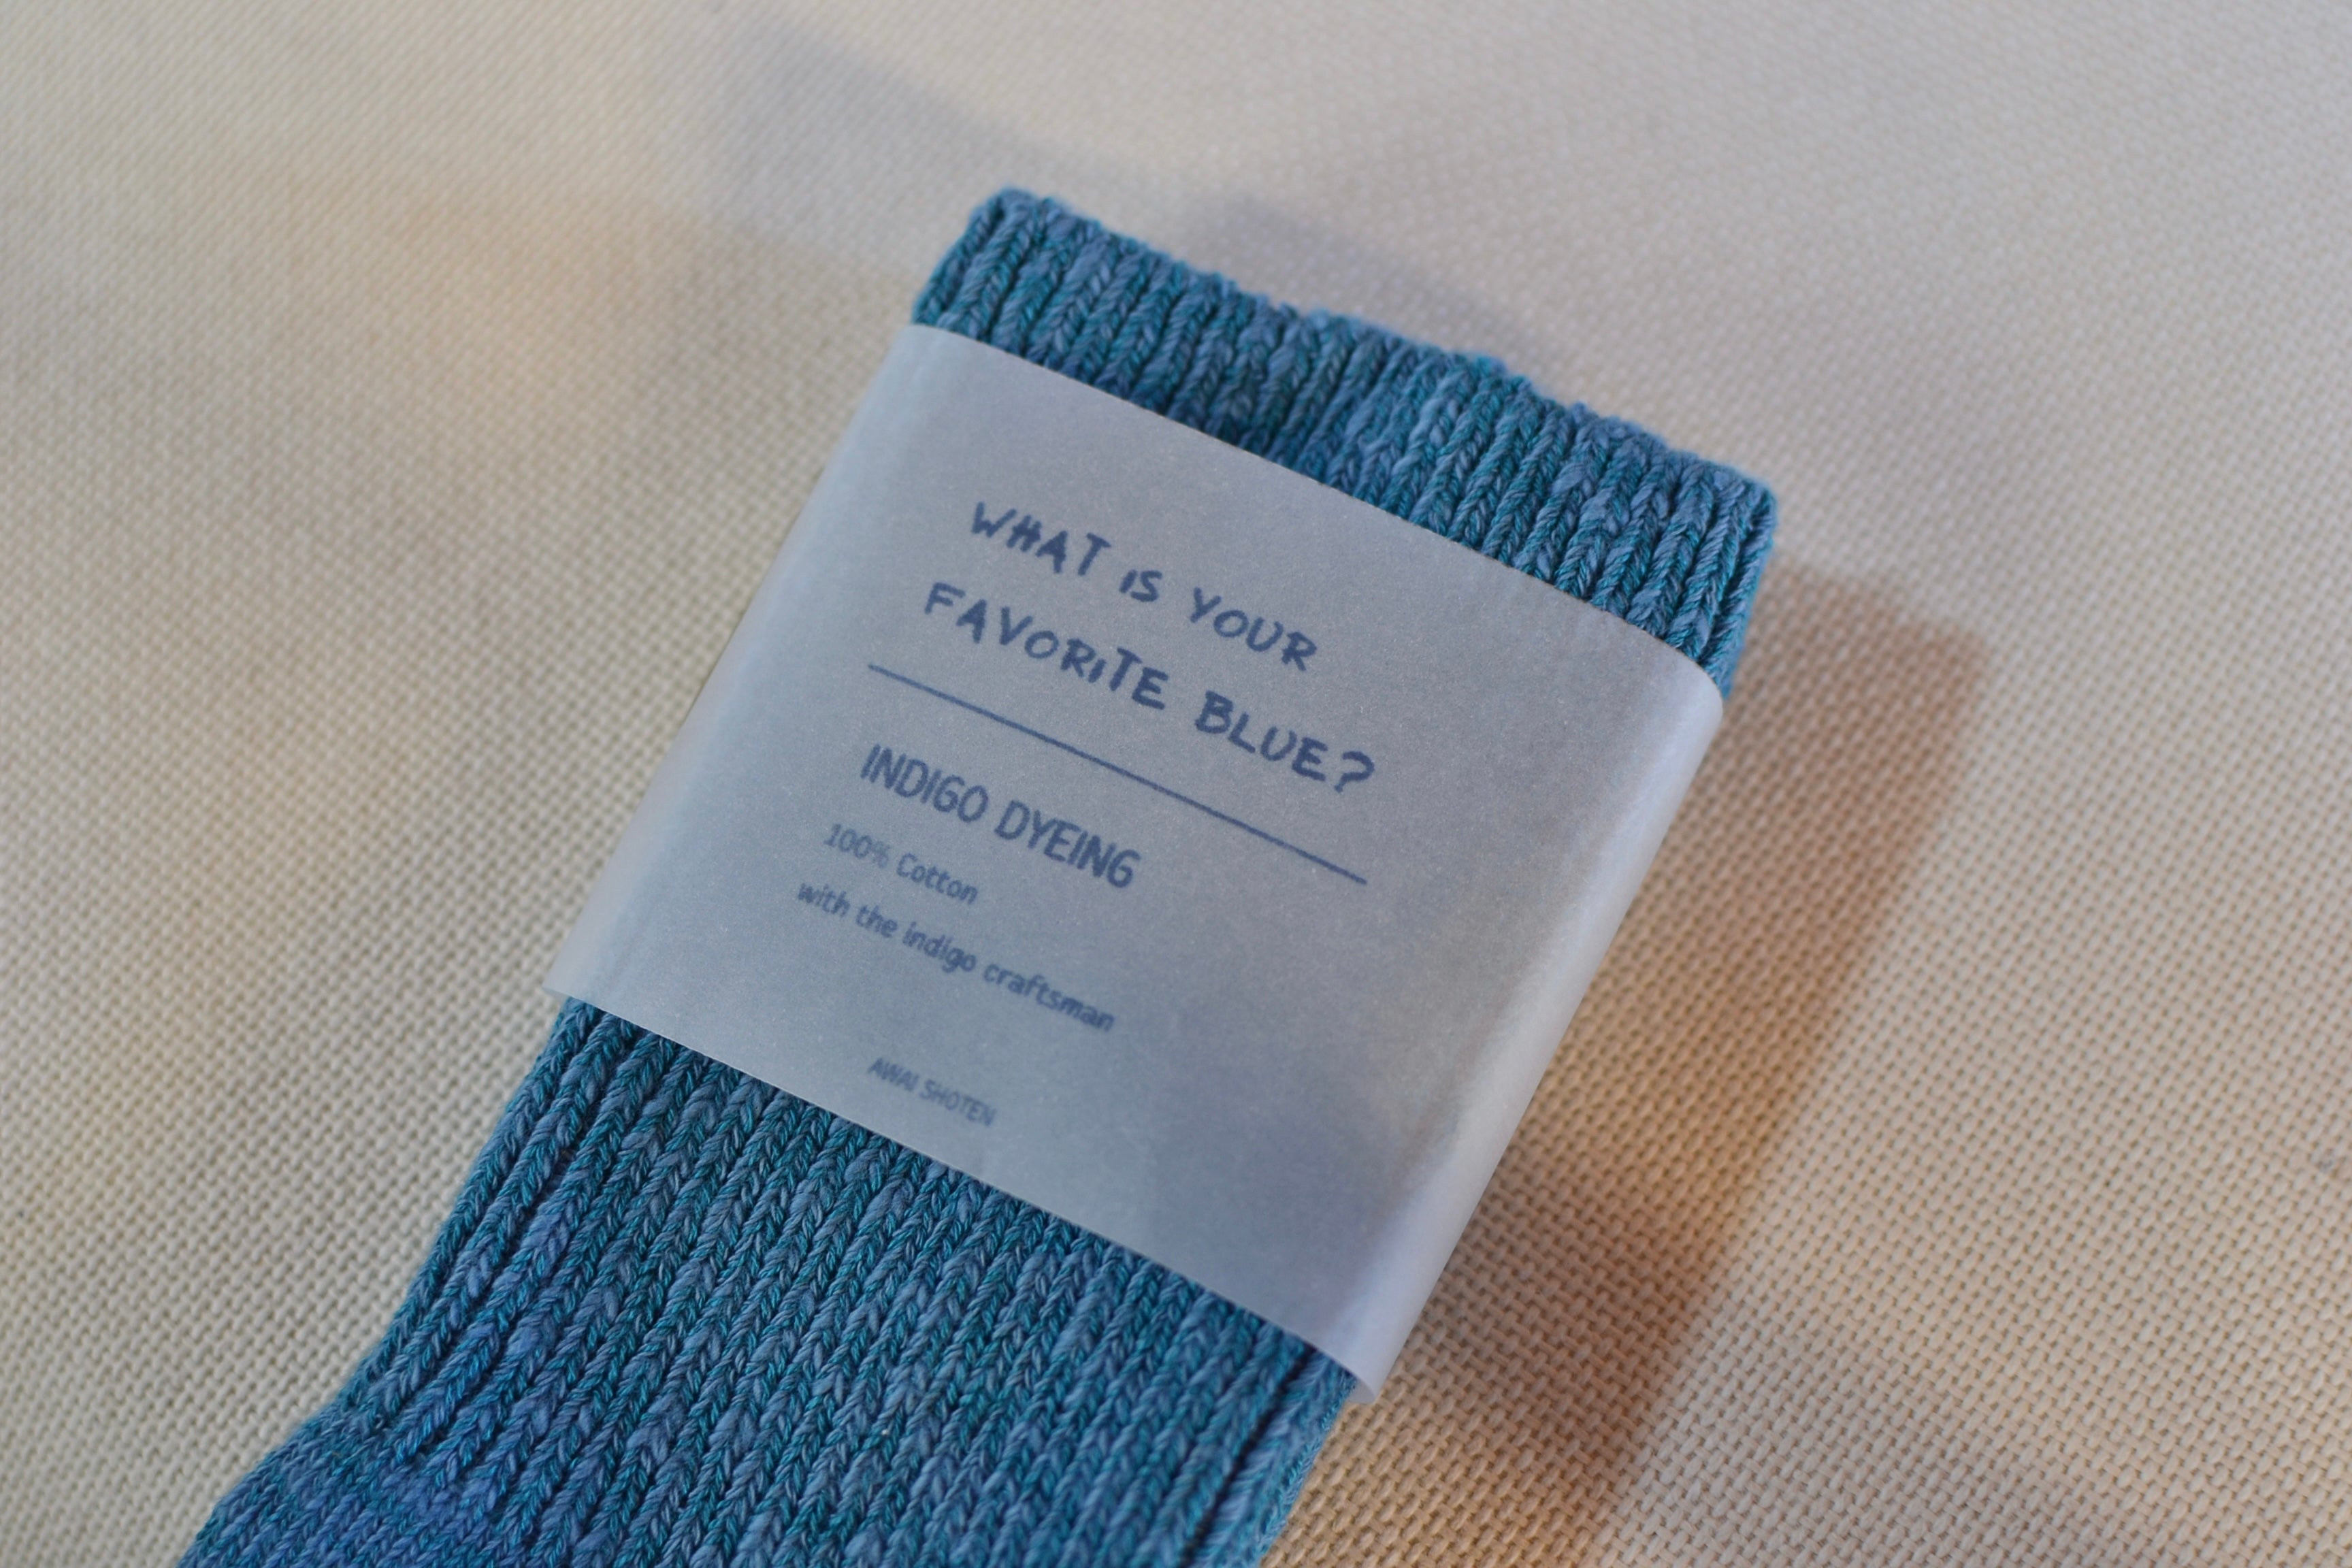 WHAT iS YOUR
FAVORiTE BLUE?
INDIGO DYEING
100% Cotton
with the indigo craftsman
AWAI SHOTEN